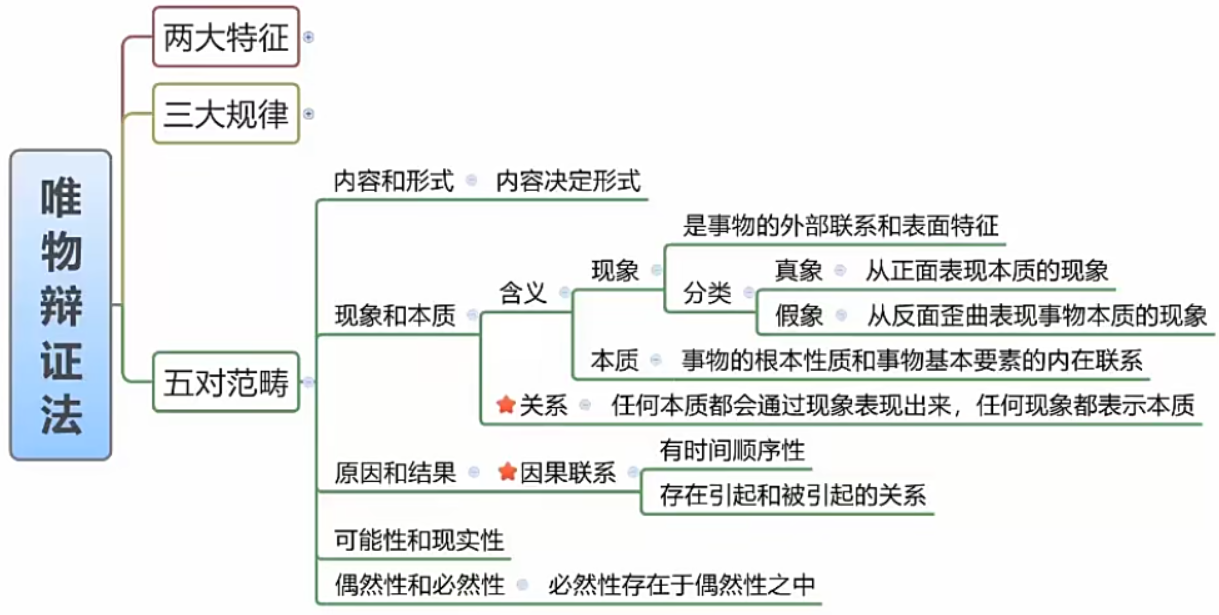 唯物辩证法
两大特征
三大规律
五对范畴
内容和形式
内容决定形式
现象和本质
含义
现象
是事物的外部联系和表面特征
分类
真象
从正面表现本质的现象
假象
从反面歪曲表现事物本质的现象
本质
事物的根本性质和事物基本要素的内在联系
关系
任何本质都会通过现象表现出来，任何现象都表示本质
原因和结果
因果联系
有时间顺序性
存在引起和被引起的关系
可能性和现实性
偶然性和必然性
必然性存在于偶然性之中